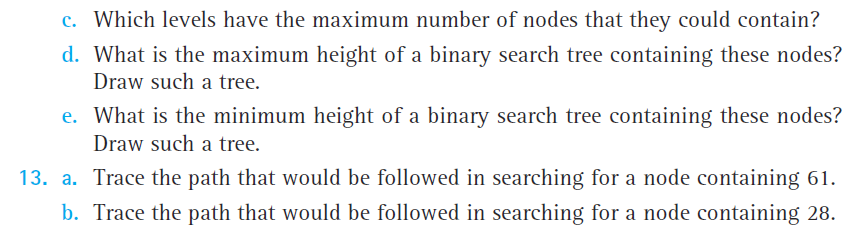 c. Which levels have the maximum number of nodes that they could contain?
d. What is the maximum height of a binary search tree containing these nodes?
Draw such a tree.
e. What is the minimum height of a binary search tree containing these nodes?
Draw such a tree.
13. a. Trace the path that would be followed in searching for a node containing 61.
b. Trace the path that would be followed in searching for a node containing 28.